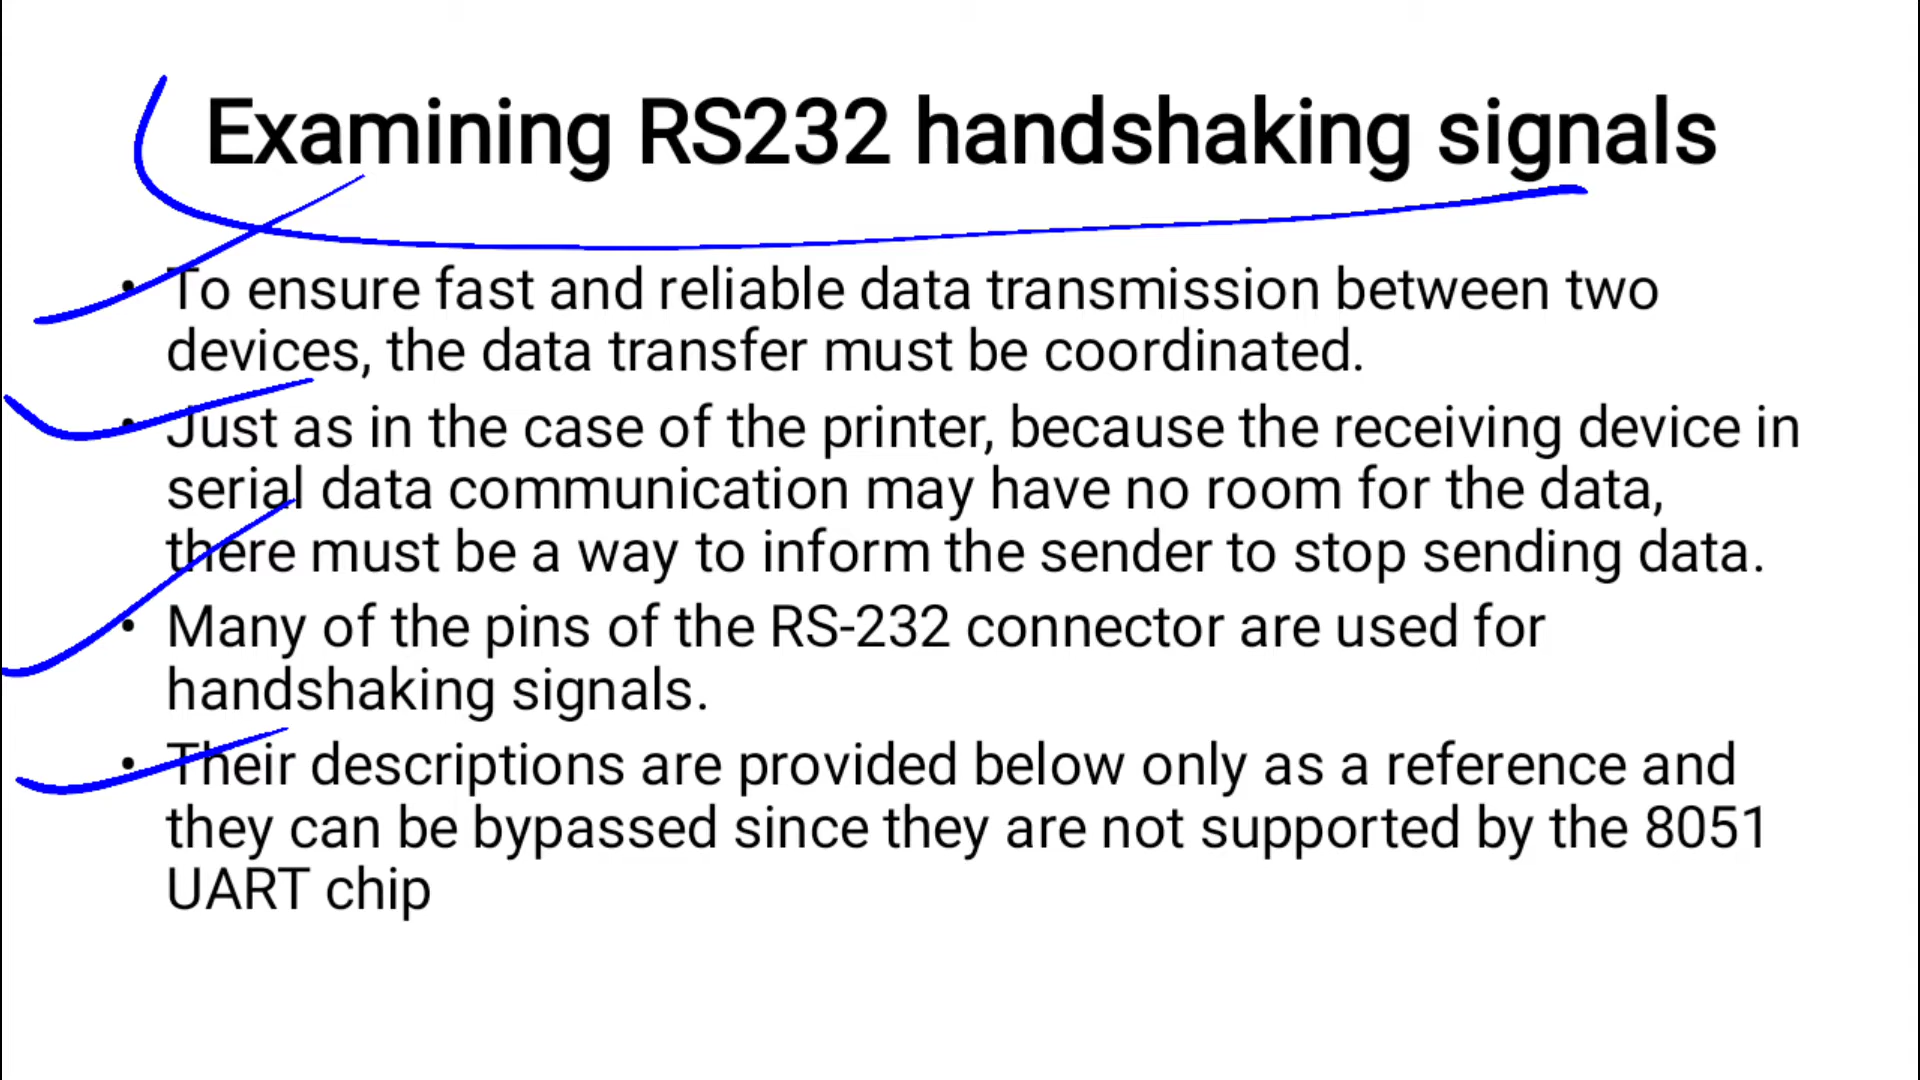 Examining RS232 handshaking signals
• To ensure fast and reliable data transmission between two
devices, the data transfer must be coordinated.
• Just as in the case of the printer, because the receiving device in
serial data communication may have no room for the data,
there must be a way to inform the sender to stop sending data.
• Many of the pins of the RS-232 connector are used for
handshaking signals.
• Their descriptions are provided below only as a reference and
they can be bypassed since they are not supported by the 8051
UART chip